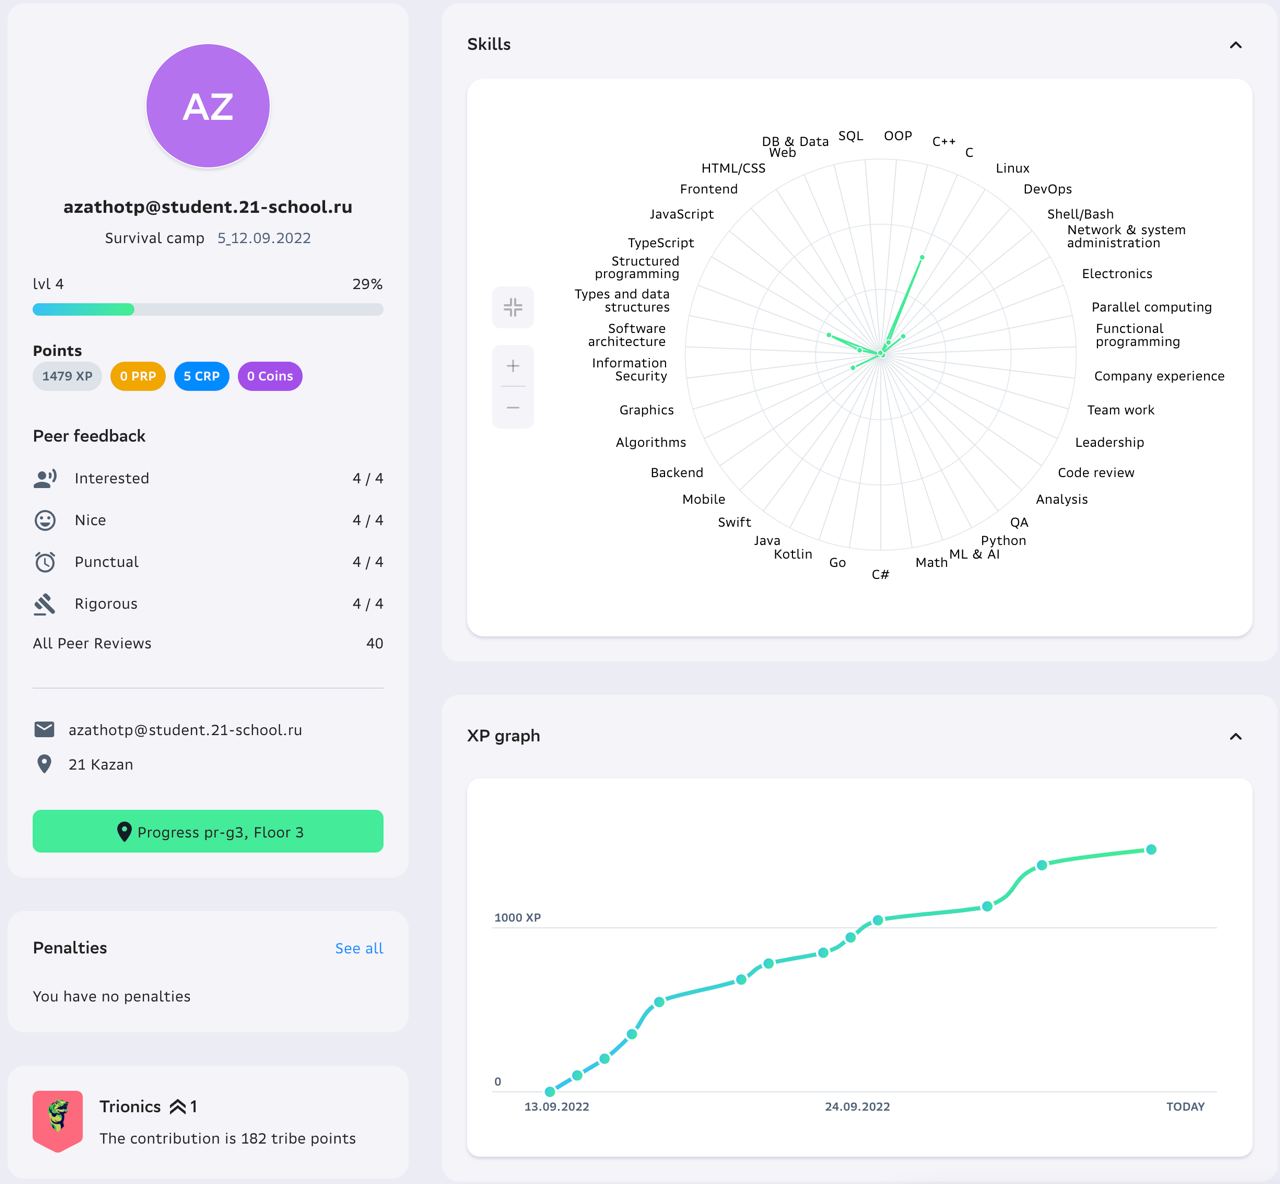 AZ
azathotp@student.21-school.ru
Survival camp 5_12.09.2022
lvl 4 29%
Points
1479 XP 0 PRP 5 CRP 0 Coins
Peer feedback
Interested 4 / 4
Nice 4 / 4
Punctual 4 / 4
Rigorous 4 / 4
All Peer Reviews 40
azathotp@student.21-school.ru
21 Kazan
Progress pr-g3, Floor 3
Penalties See all
You have no penalties
Trionics 1
The contribution is 182 tribe points
Skills
SQL
OOP
C++
C
Linux
DevOps
Shell/Bash
Network & system
administration
Electronics
Parallel computing
Functional
programming
Company experience
Team work
Leadership
Code review
Analysis
QA
Python
ML & AI
Math
C#
Go
Kotlin
Java
Swift
Mobile
Backend
Algorithms
Graphics
Information
Security
Software
architecture
Types and data
structures
Structured
programming
TypeScript
JavaScript
Frontend
HTML/CSS
Web
DB & Data
+
−
XP graph
1000 XP
0
13.09.2022 24.09.2022 TODAY